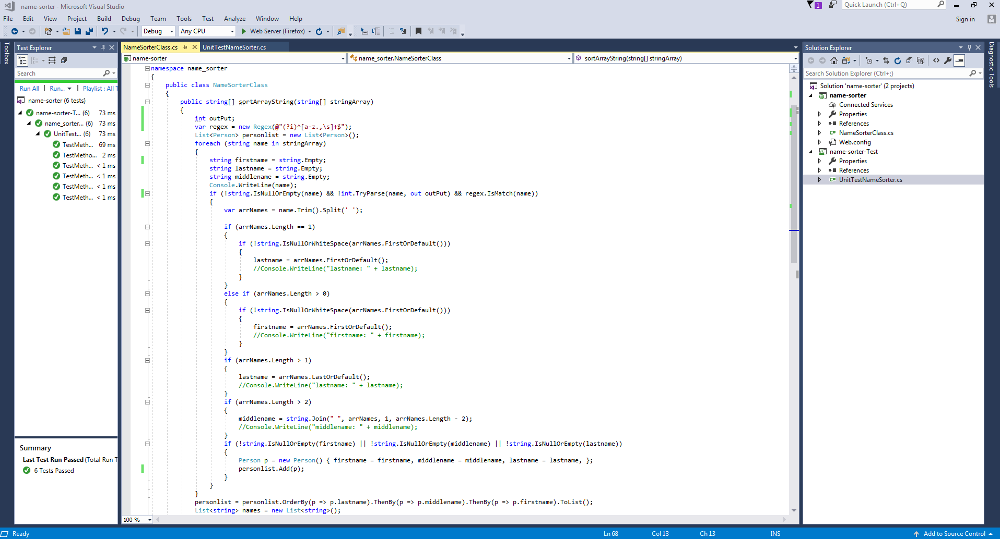 name-sorter - Microsoft Visual Studio
1
Quick Launch (Ctrl+Q)
File Edit View Project Build Debug Team Tools Test Analyze Window Help
Sign in
Debug Any CPU Web Server (Firefox)
Toolbox
Test Explorer
Search
Run All | Run... | Playlist : All T
name-sorter (6 tests)
name-sorter-T... (6) 73 ms
name_sorter... (6) 73 ms
UnitTest... (6) 73 ms
TestMeth... 69 ms
TestMetho... 2 ms
TestMeth... < 1 ms
TestMeth... < 1 ms
TestMeth... < 1 ms
TestMeth... < 1 ms
Summary
Last Test Run Passed (Total Run T
6 Tests Passed
NameSorterClass.cs UnitTestNameSorter.cs
name-sorter name_sorter.NameSorterClass sortArrayString(string[] stringArray)
namespace name_sorter
{
public class NameSorterClass
{
public string[] sortArrayString(string[] stringArray)
{
int outPut;
var regex = new Regex(@"(?i)^[a-z.,\s]+$");
List<Person> personlist = new List<Person>();
foreach (string name in stringArray)
{
string firstname = string.Empty;
string lastname = string.Empty;
string middlename = string.Empty;
Console.WriteLine(name);
if (!string.IsNullOrEmpty(name) && !int.TryParse(name, out outPut) && regex.IsMatch(name))
{
var arrNames = name.Trim().Split(' ');
if (arrNames.Length == 1)
{
if (!string.IsNullOrWhiteSpace(arrNames.FirstOrDefault()))
{
lastname = arrNames.FirstOrDefault();
//Console.WriteLine("lastname: " + lastname);
}
}
else if (arrNames.Length > 0)
{
if (!string.IsNullOrWhiteSpace(arrNames.FirstOrDefault()))
{
firstname = arrNames.FirstOrDefault();
//Console.WriteLine("firstname: " + firstname);
}
}
if (arrNames.Length > 1)
{
lastname = arrNames.LastOrDefault();
//Console.WriteLine("lastname: " + lastname);
}
if (arrNames.Length > 2)
{
middlename = string.Join(" ", arrNames, 1, arrNames.Length - 2);
//Console.WriteLine("middlename: " + middlename);
}
if (!string.IsNullOrEmpty(firstname) || !string.IsNullOrEmpty(middlename) || !string.IsNullOrEmpty(lastname))
{
Person p = new Person() { firstname = firstname, middlename = middlename, lastname = lastname, };
personlist.Add(p);
}
}
}
personlist = personlist.OrderBy(p => p.lastname).ThenBy(p => p.middlename).ThenBy(p => p.firstname).ToList();
List<string> names = new List<string>();
100 %
Solution Explorer
Search Solution Explorer (Ctrl+;)
Solution 'name-sorter' (2 projects)
name-sorter
Connected Services
Properties
References
C# NameSorterClass.cs
Web.config
name-sorter-Test
Properties
References
C# UnitTestNameSorter.cs
Diagnostic Tools
Ready Ln 68 Col 13 Ch 13 INS Add to Source Control